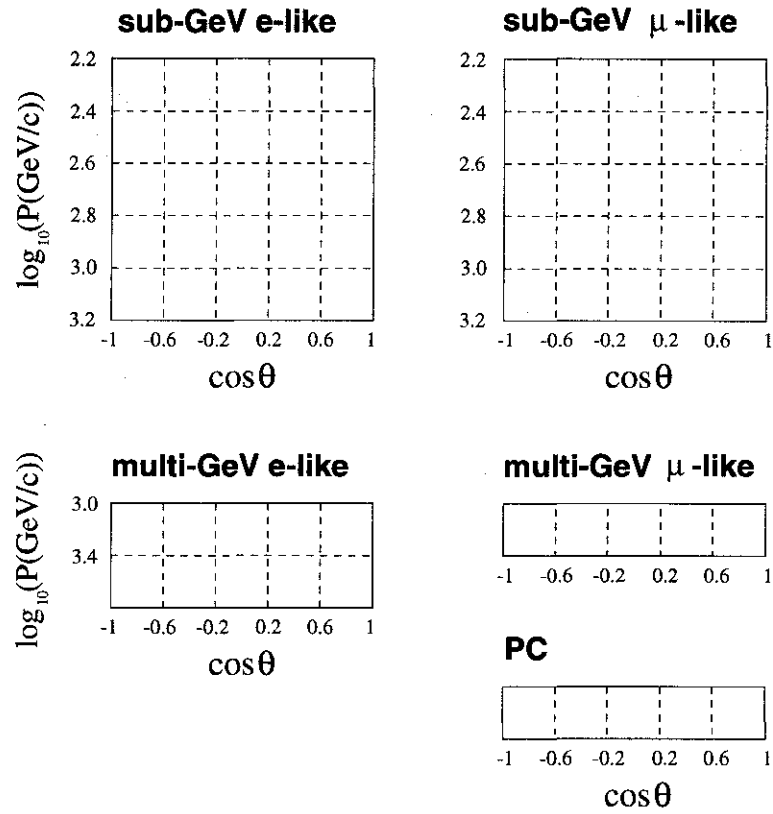 sub-GeV e-like
2.2
2.4
2.6
2.8
3.0
3.2
log10(P(GeV/c))
-1 -0.6 -0.2 0.2 0.6 1
cosθ
sub-GeV μ-like
2.2
2.4
2.6
2.8
3.0
3.2
-1 -0.6 -0.2 0.2 0.6 1
cosθ
multi-GeV e-like
3.0
3.4
log10(P(GeV/c))
-1 -0.6 -0.2 0.2 0.6 1
cosθ
multi-GeV μ-like
-1 -0.6 -0.2 0.2 0.6 1
PC
-1 -0.6 -0.2 0.2 0.6 1
cosθ